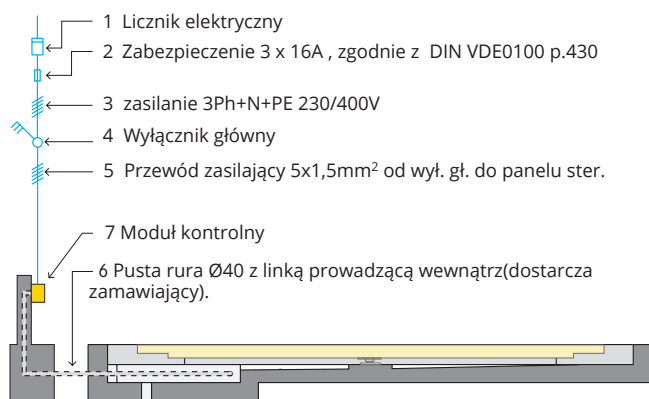 1 Licznik elektryczny
2 Zabezpieczenie 3 x 16A , zgodnie z DIN VDE0100 p.430
3 zasilanie 3Ph+N+PE 230/400V
4 Wyłącznik główny
5 Przewód zasilający 5x1,5mm² od wył. gł. do panelu ster.
7 Moduł kontrolny
6 Pusta rura Ø40 z linką prowadzącą wewnątrz(dostarcza
zamawiający).